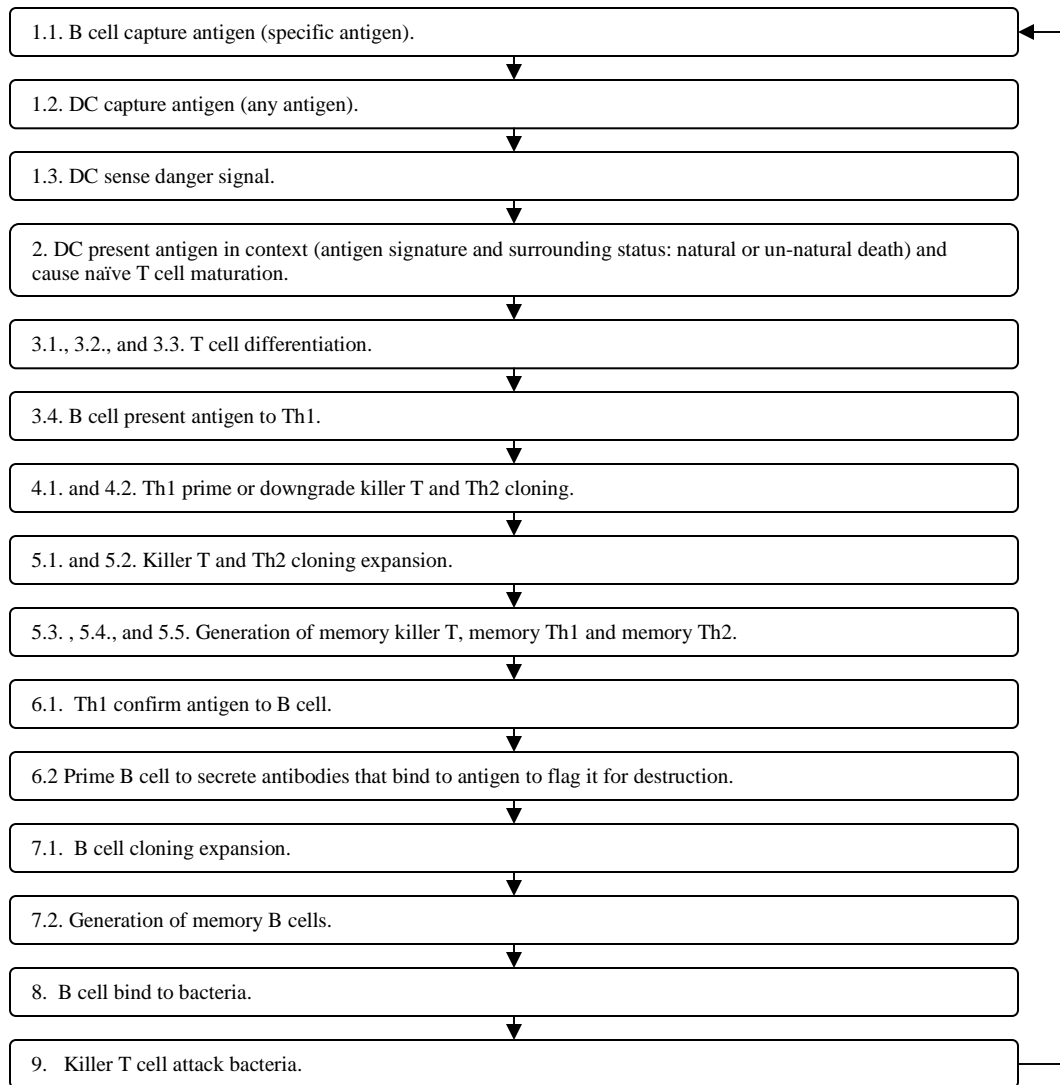 1.1. B cell capture antigen (specific antigen).
1.2. DC capture antigen (any antigen).
1.3. DC sense danger signal.
2. DC present antigen in context (antigen signature and surrounding status: natural or un-natural death) and
cause naïve T cell maturation.
3.1., 3.2., and 3.3. T cell differentiation.
3.4. B cell present antigen to Th1.
4.1. and 4.2. Th1 prime or downgrade killer T and Th2 cloning.
5.1. and 5.2. Killer T and Th2 cloning expansion.
5.3. , 5.4., and 5.5. Generation of memory killer T, memory Th1 and memory Th2.
6.1.  Th1 confirm antigen to B cell.
6.2 Prime B cell to secrete antibodies that bind to antigen to flag it for destruction.
7.1.  B cell cloning expansion.
7.2. Generation of memory B cells.
8.  B cell bind to bacteria.
9.   Killer T cell attack bacteria.